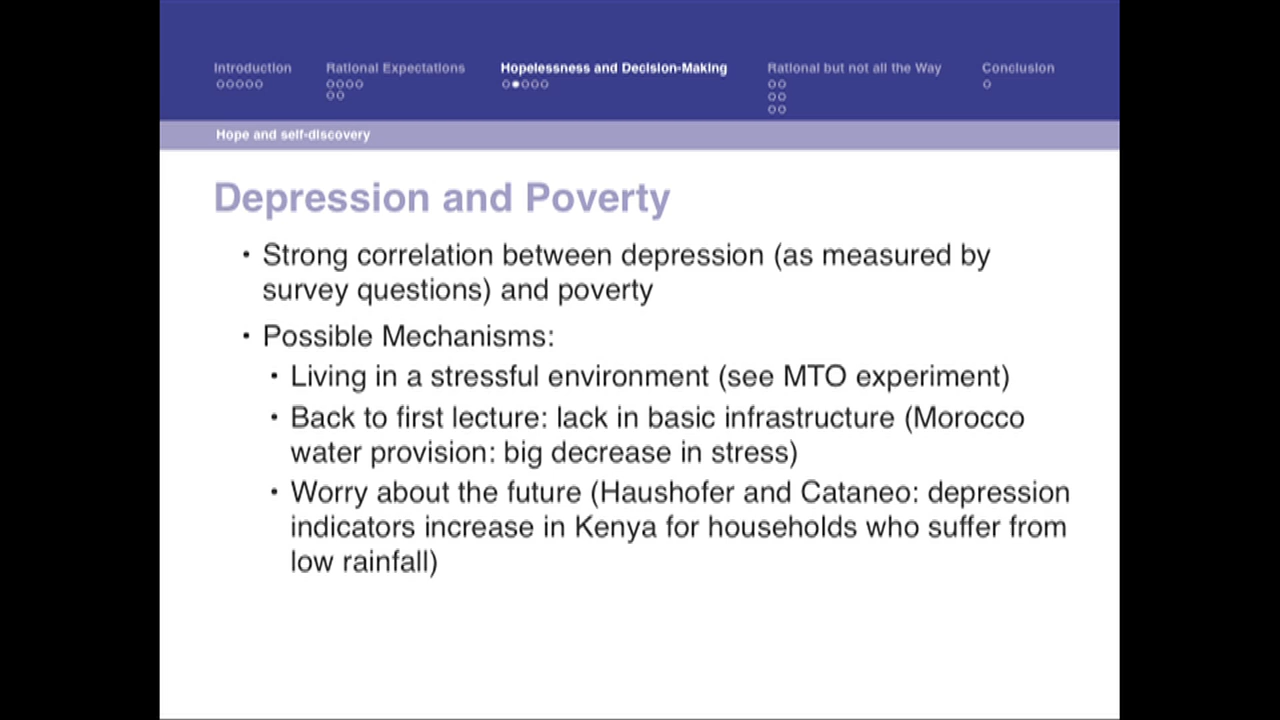 Introduction
Rational Expectations
Hopelessness and Decision-Making
Rational but not all the Way
Conclusion
Hope and self-discovery
Depression and Poverty
• Strong correlation between depression (as measured by
survey questions) and poverty
• Possible Mechanisms:
• Living in a stressful environment (see MTO experiment)
• Back to first lecture: lack in basic infrastructure (Morocco
water provision: big decrease in stress)
• Worry about the future (Haushofer and Cataneo: depression
indicators increase in Kenya for households who suffer from
low rainfall)